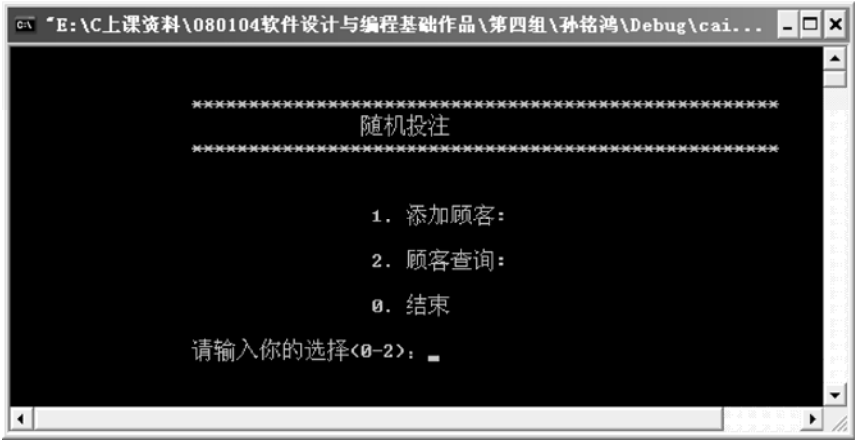 "E:\C上课资料\080104软件设计与编程基础作品\第四组\孙铭鸿\Debug\cai...
***************************************************
随机投注
***************************************************
1. 添加顾客:
2. 顾客查询:
0. 结束
请输入你的选择(0-2):